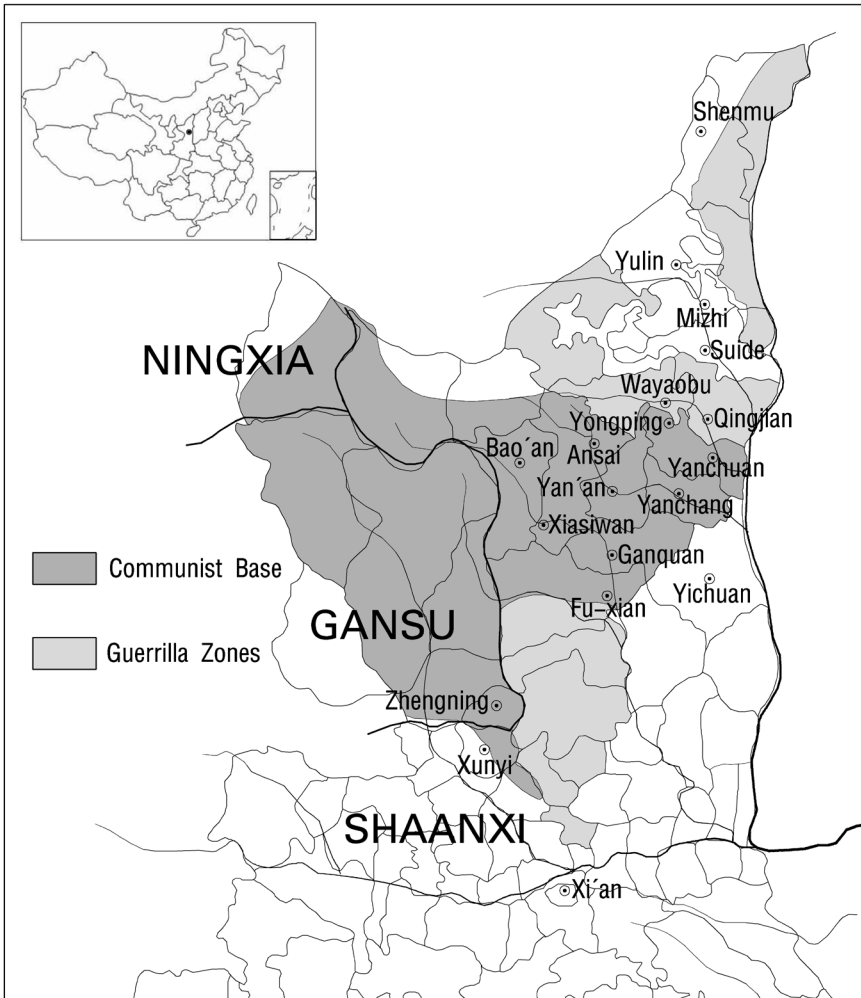 Shenmu
Yulin
Mizhi
Suide
NINGXIA
Wayaobu
Yongping
Qingjian
Bao´an
Ansai
Yanchuan
Yan´an
Yanchang
Xiasiwan
Ganquan
Communist Base
Yichuan
Fu-xian
GANSU
Guerrilla Zones
Zhengning
Xunyi
SHAANXI
Xi´an